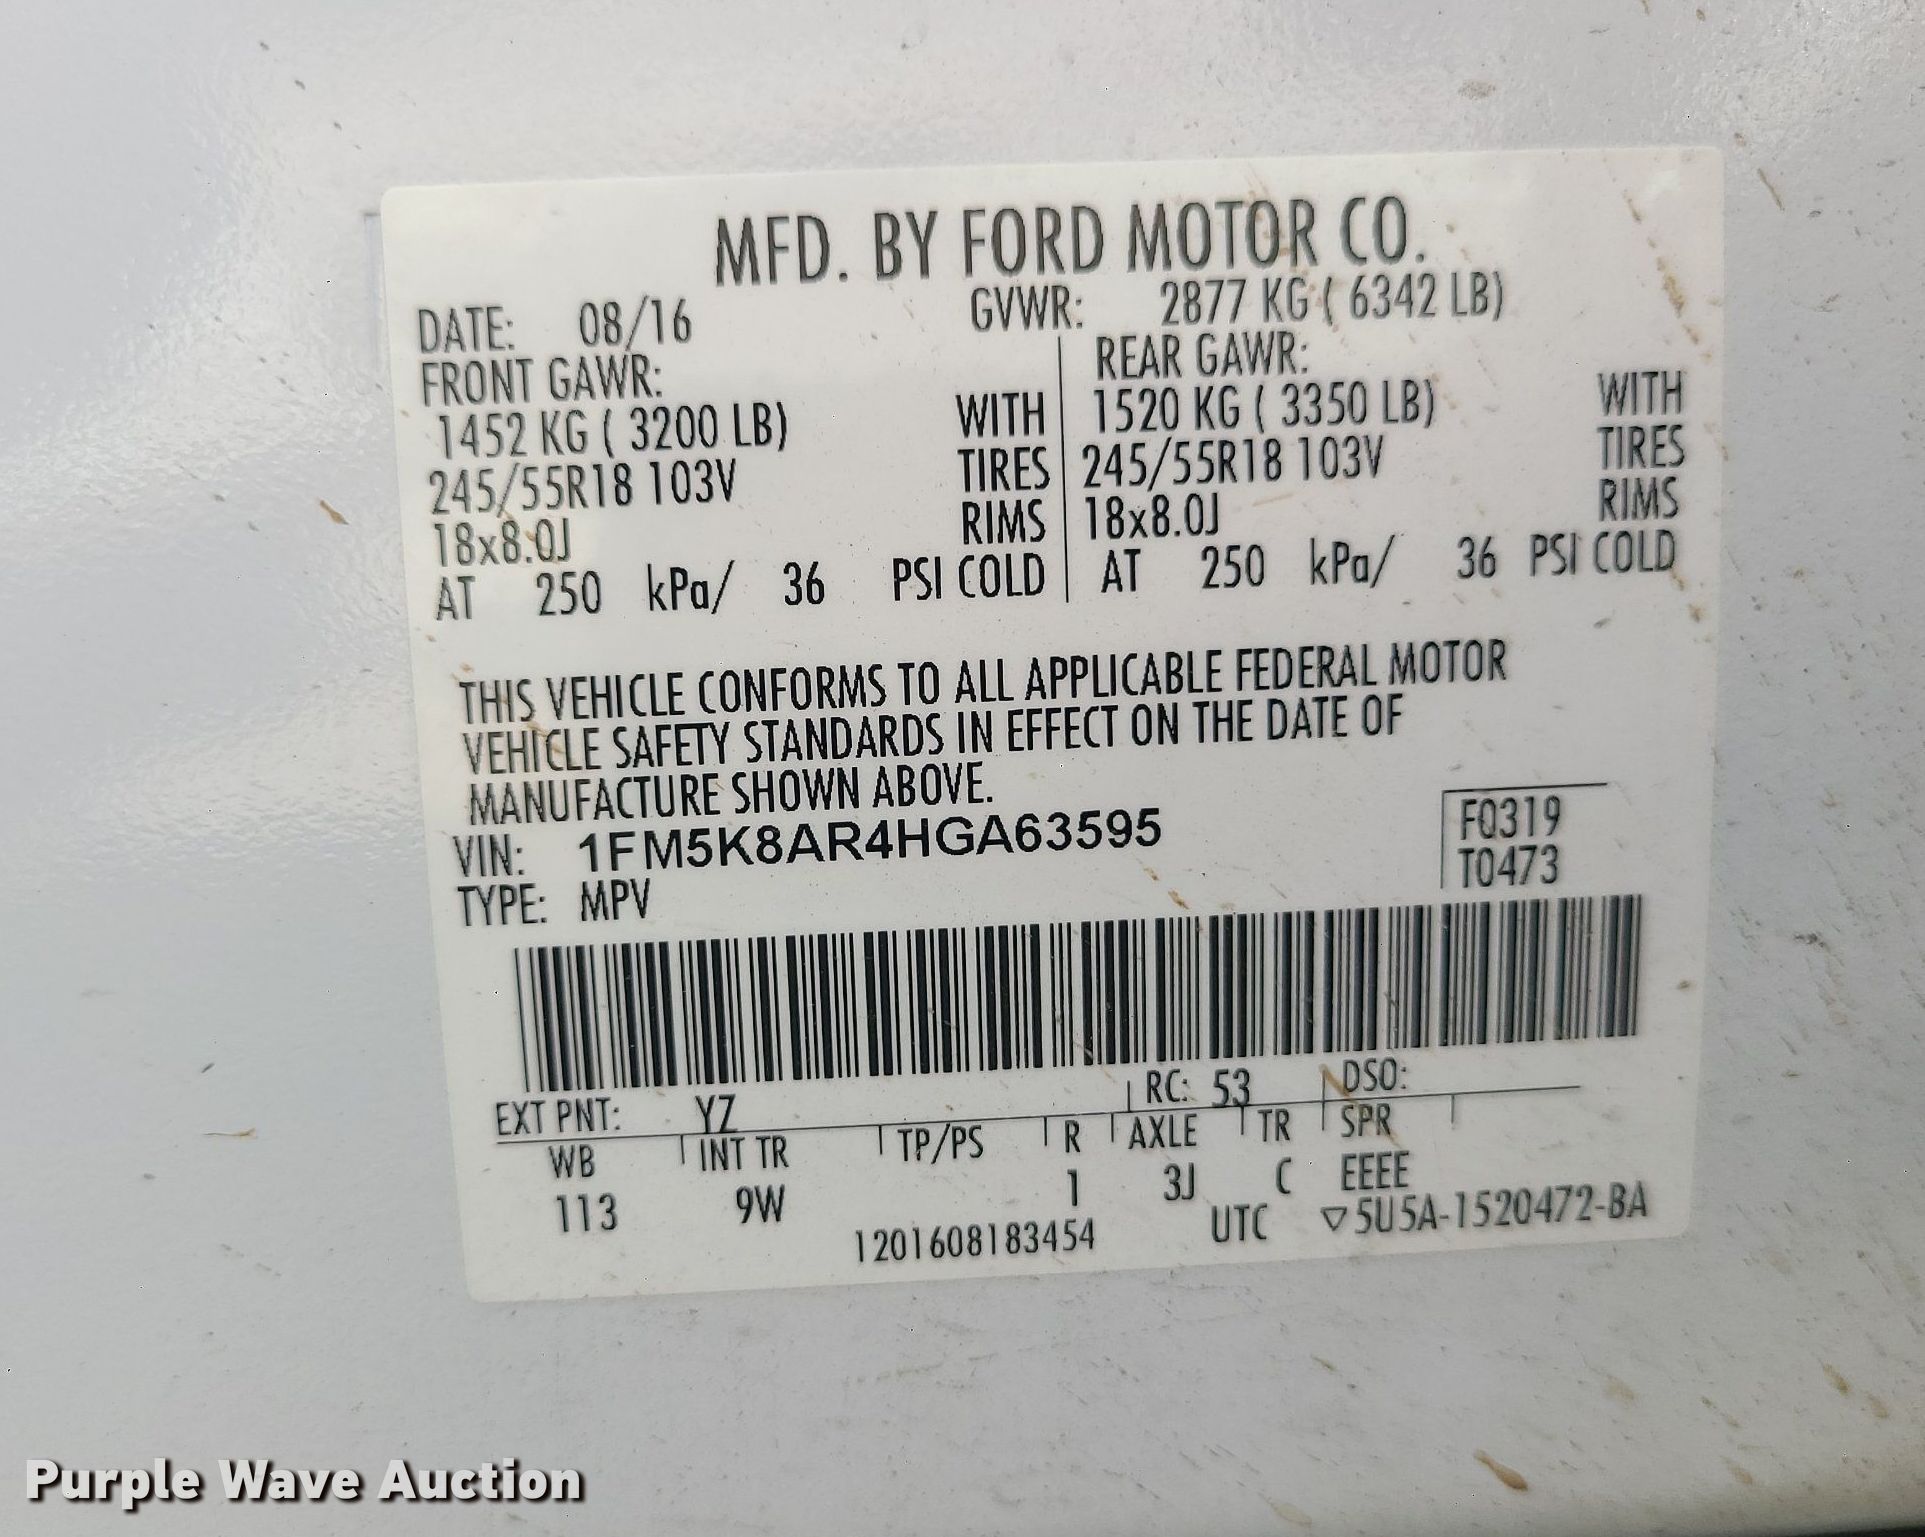 MFD. BY FORD MOTOR CO.
DATE: 08/16 GVWR: 2877 KG ( 6342 LB)
FRONT GAWR: REAR GAWR:
1452 KG ( 3200 LB) WITH 1520 KG ( 3350 LB) WITH
245/55R18 103V TIRES 245/55R18 103V TIRES
18x8.0J RIMS 18x8.0J RIMS
AT 250 kPa/ 36 PSI COLD AT 250 kPa/ 36 PSI COLD
THIS VEHICLE CONFORMS TO ALL APPLICABLE FEDERAL MOTOR
VEHICLE SAFETY STANDARDS IN EFFECT ON THE DATE OF
MANUFACTURE SHOWN ABOVE.
VIN: 1FM5K8AR4HGA63595 F0319
TYPE: MPV T0473
EXT PNT: YZ RC: 53 DSO:
WB INT TR TP/PS R AXLE TR SPR
113 9W 1 3J C EEEE
1201608183454 UTC ▽5U5A-1520472-BA
Purple Wave Auction